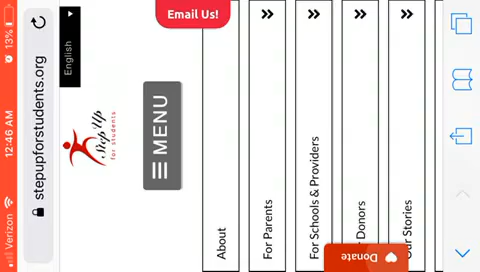 Verizon 12:46 AM 13%
stepupforstudents.org
English
Step Up
for students
Email Us!
MENU
About
For Parents
For Schools & Providers
Donors
Our Stories
Donate